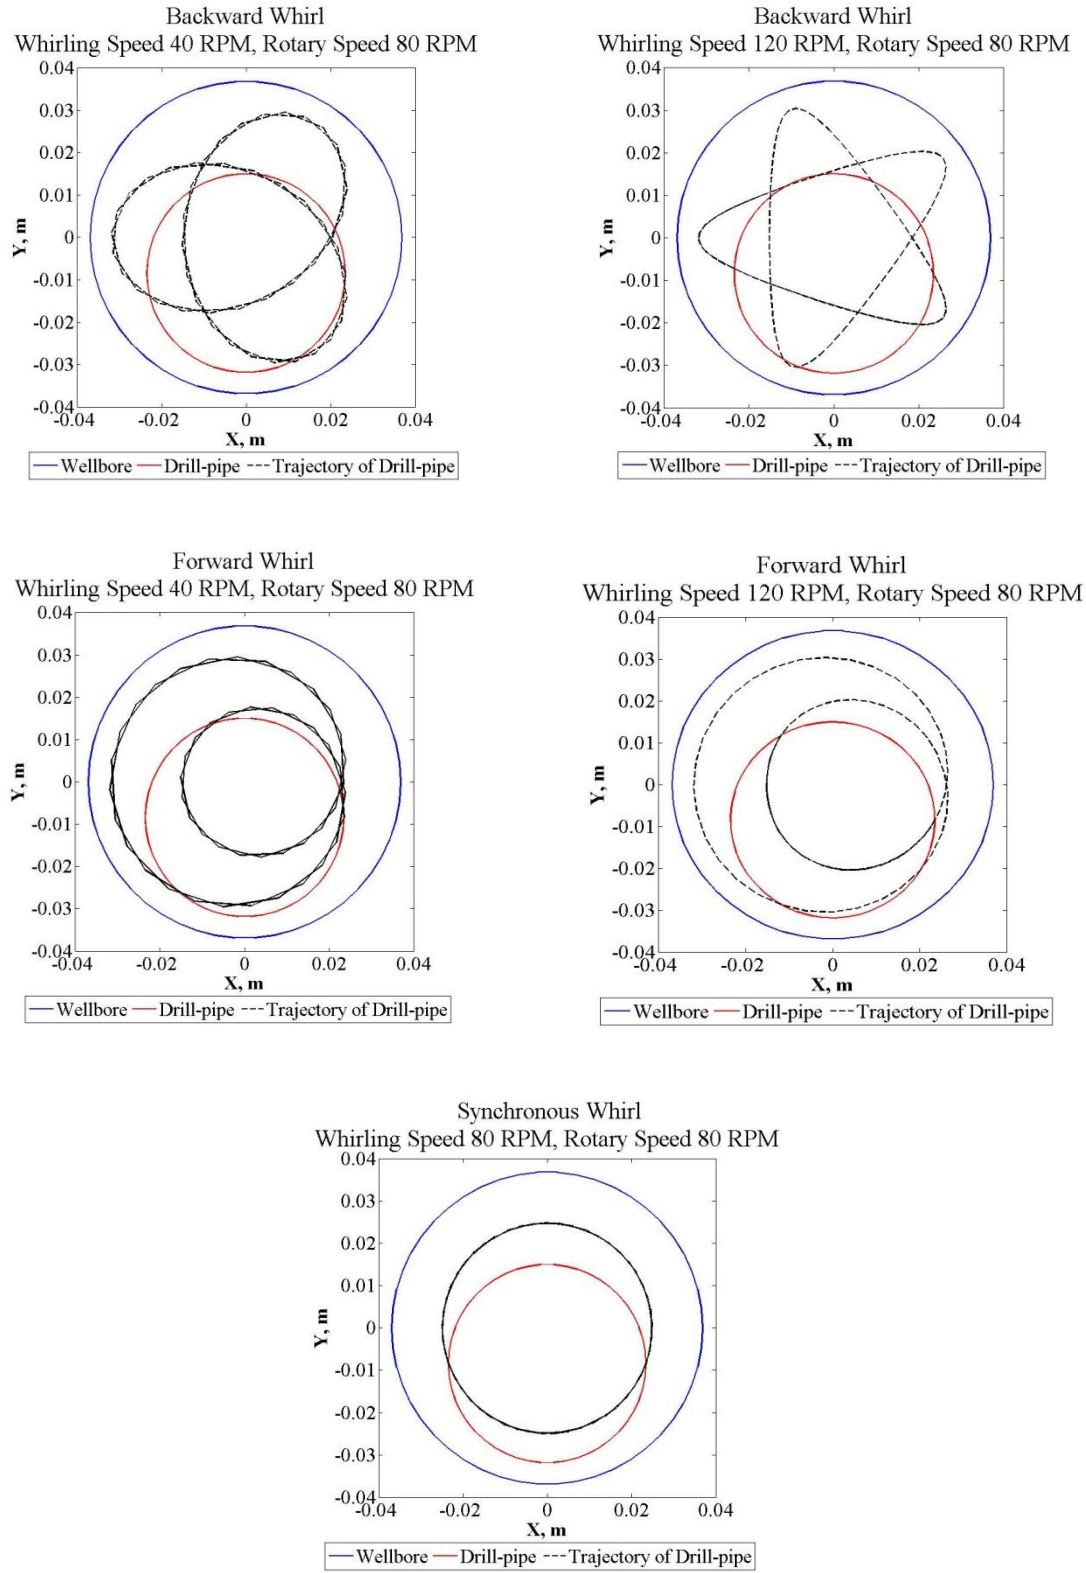 Backward Whirl
Whirling Speed 40 RPM, Rotary Speed 80 RPM
0.04
0.03
0.02
0.01
0
-0.01
-0.02
-0.03
-0.04
Y, m
-0.04 -0.02 0 0.02 0.04
X, m
Wellbore Drill-pipe Trajectory of Drill-pipe
Backward Whirl
Whirling Speed 120 RPM, Rotary Speed 80 RPM
0.04
0.03
0.02
0.01
0
-0.01
-0.02
-0.03
-0.04
Y, m
-0.04 -0.02 0 0.02 0.04
X, m
Wellbore Drill-pipe Trajectory of Drill-pipe
Forward Whirl
Whirling Speed 40 RPM, Rotary Speed 80 RPM
0.04
0.03
0.02
0.01
0
-0.01
-0.02
-0.03
-0.04
Y, m
-0.04 -0.02 0 0.02 0.04
X, m
Wellbore Drill-pipe Trajectory of Drill-pipe
Forward Whirl
Whirling Speed 120 RPM, Rotary Speed 80 RPM
0.04
0.03
0.02
0.01
0
-0.01
-0.02
-0.03
-0.04
Y, m
-0.04 -0.02 0 0.02 0.04
X, m
Wellbore Drill-pipe Trajectory of Drill-pipe
Synchronous Whirl
Whirling Speed 80 RPM, Rotary Speed 80 RPM
0.04
0.03
0.02
0.01
0
-0.01
-0.02
-0.03
-0.04
Y, m
-0.04 -0.02 0 0.02 0.04
X, m
Wellbore Drill-pipe Trajectory of Drill-pipe